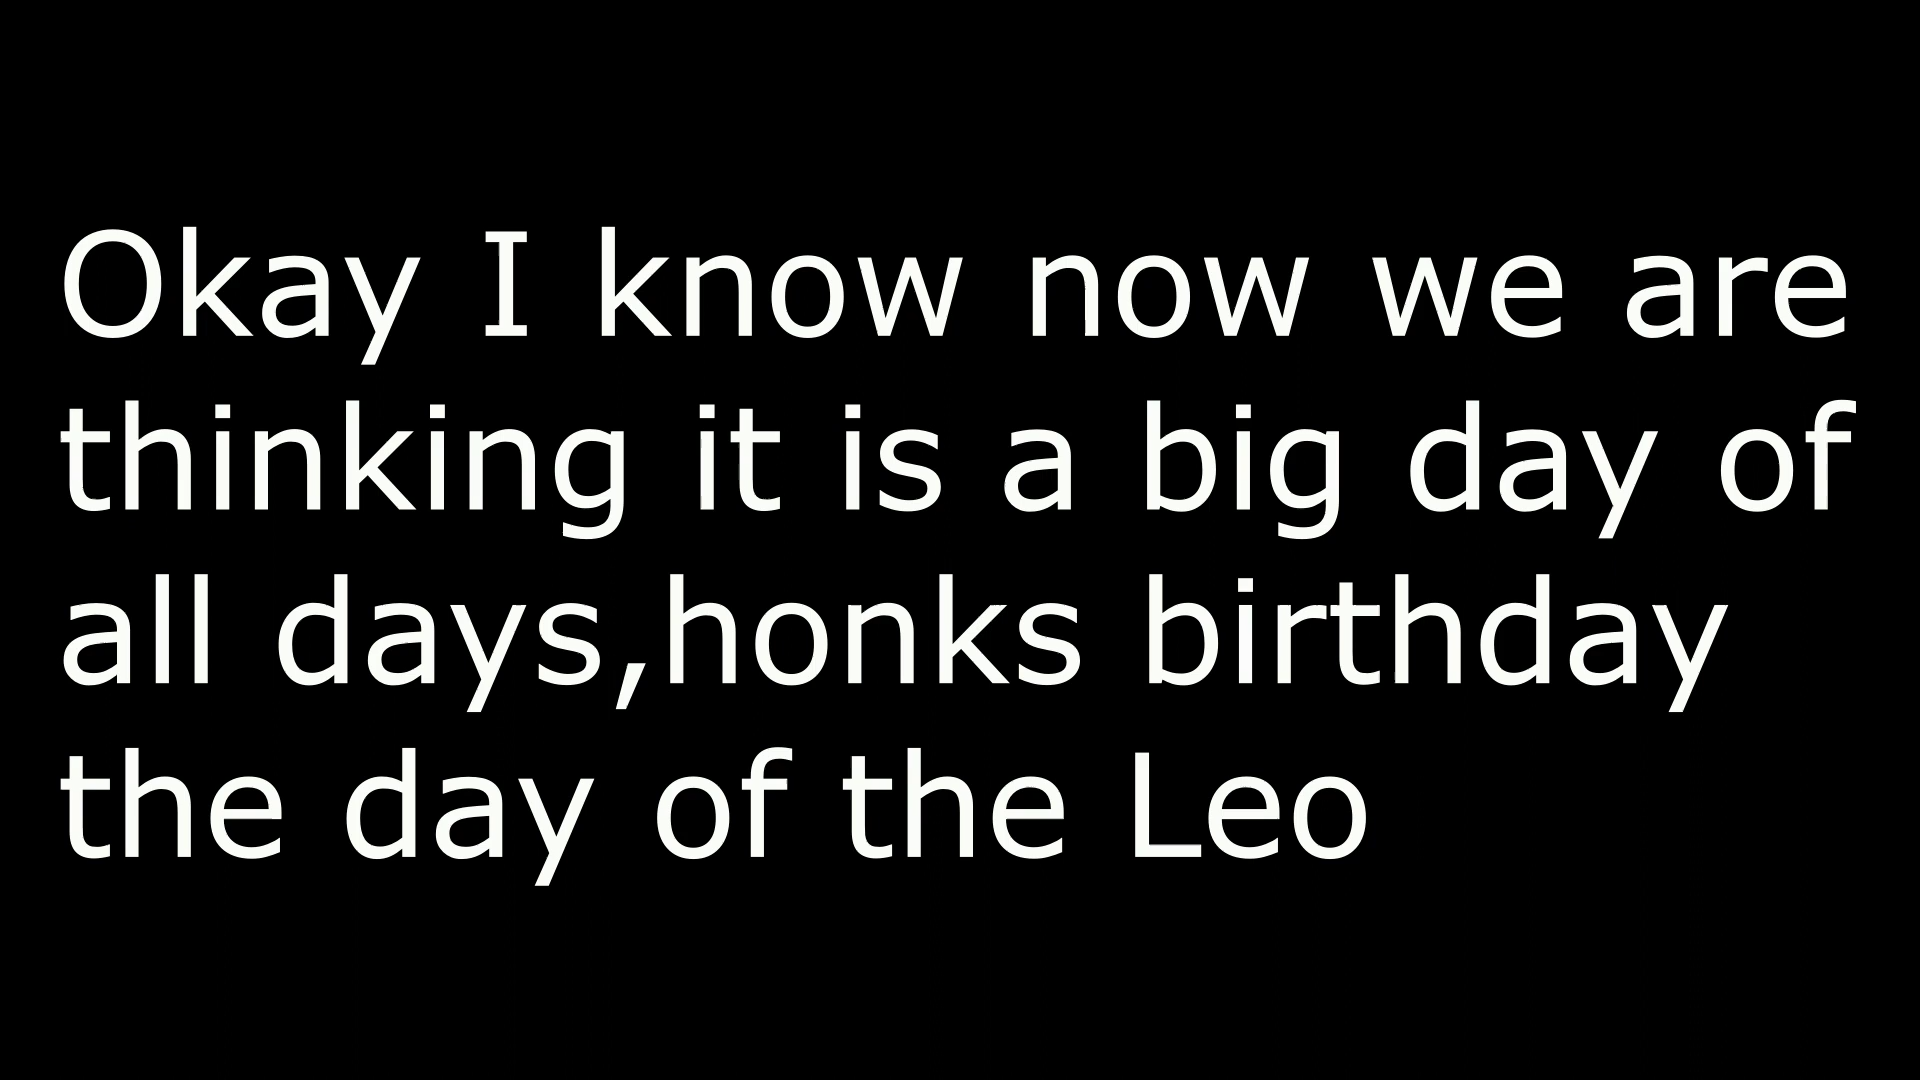 Okay I know now we are
thinking it is a big day of
all days,honks birthday
the day of the Leo